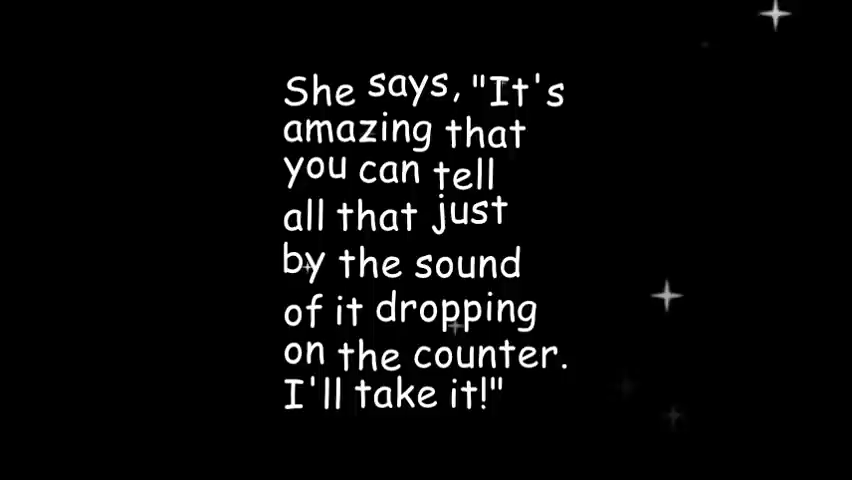 She says, "It's
amazing that
you can tell
all that just
by the sound
of it dropping
on the counter.
I'll take it!"